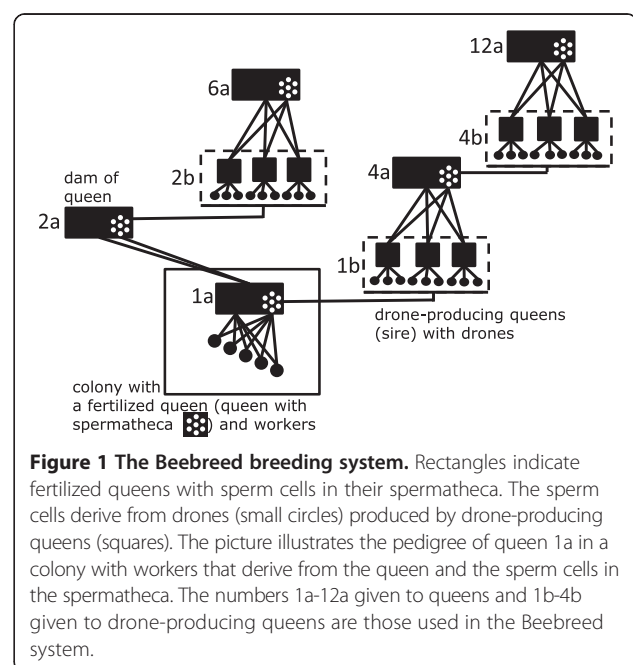 12a
6a
4b
4a
2b
dam of
queen
2a
1b
1a
drone-producing queens
(sire) with drones
colony with
a fertilized queen (queen with
spermatheca ) and workers
Figure 1 The Beebreed breeding system. Rectangles indicate
fertilized queens with sperm cells in their spermatheca. The sperm
cells derive from drones (small circles) produced by drone-producing
queens (squares). The picture illustrates the pedigree of queen 1a in a
colony with workers that derive from the queen and the sperm cells in
the spermatheca. The numbers 1a-12a given to queens and 1b-4b
given to drone-producing queens are those used in the Beebreed
system.